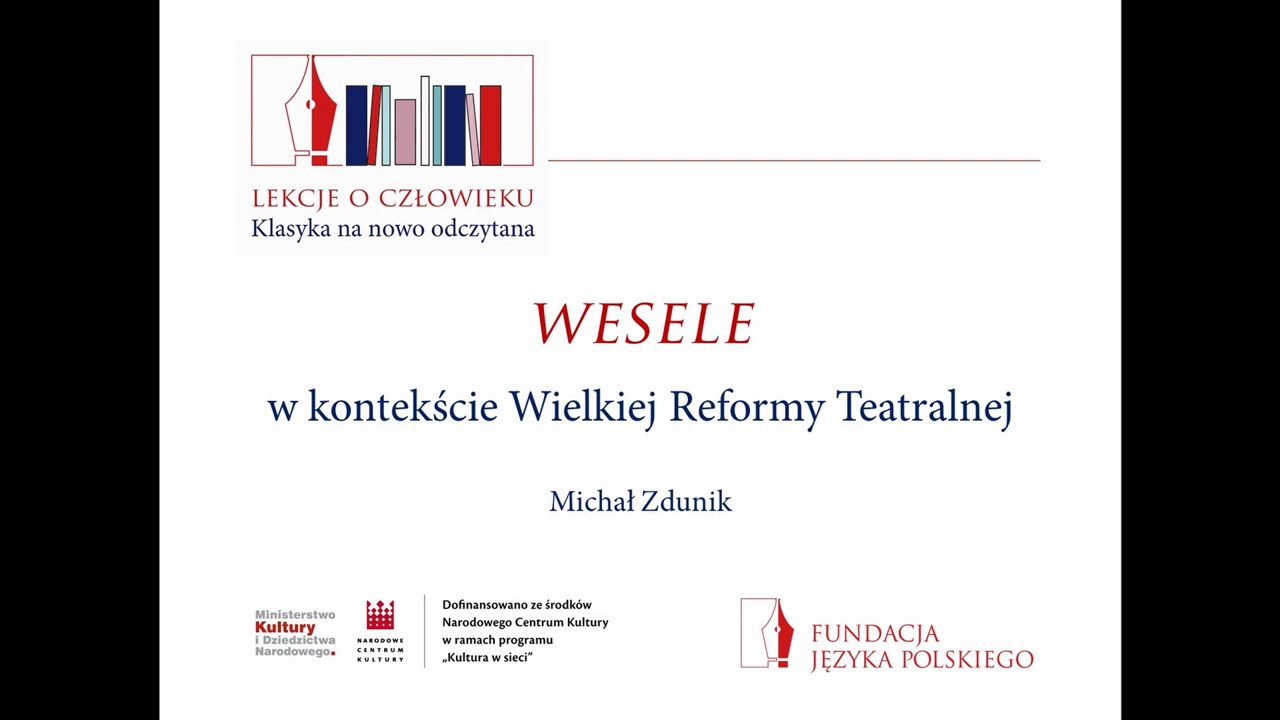 LEKCJE O CZŁOWIEKU
Klasyka na nowo odczytana
WESELE
w kontekście Wielkiej Reformy Teatralnej
Michał Zdunik
Ministerstwo
Kultury
i Dziedzictwa
Narodowego.
NARODOWE
CENTRUM
KULTURY
Dofinansowano ze środków
Narodowego Centrum Kultury
w ramach programu
„Kultura w sieci”
FUNDACJA
JĘZYKA POLSKIEGO